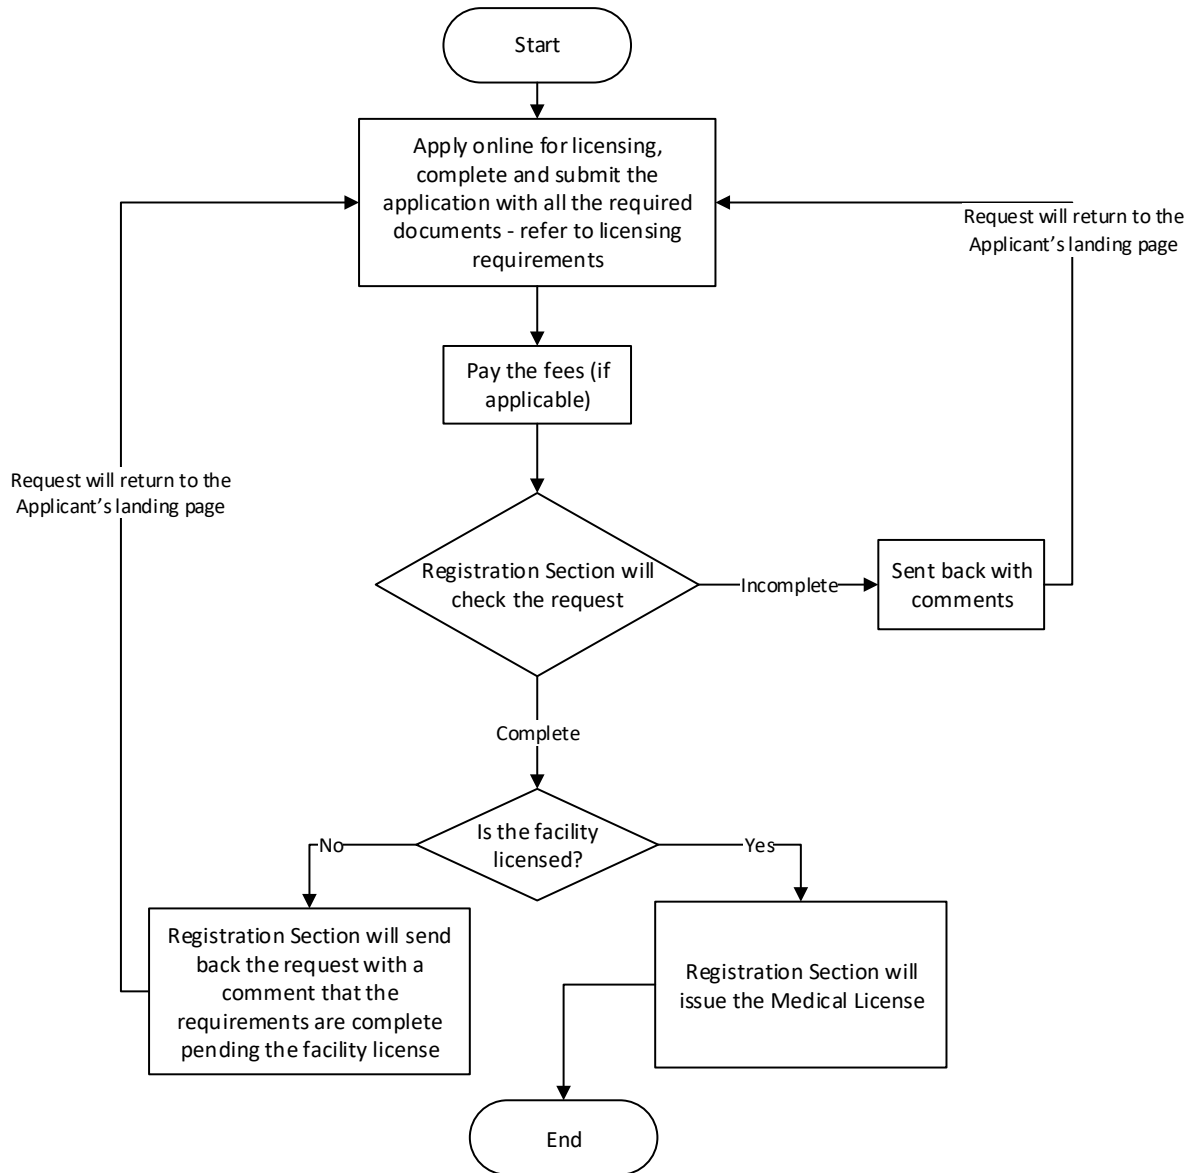 Start
Apply online for licensing,
complete and submit the
application with all the required
documents - refer to licensing
requirements
Request will return to the
Applicant's landing page
Pay the fees (if
applicable)
Request will return to the
Applicant's landing page
Registration Section will
check the request
Incomplete
Sent back with
comments
Complete
Is the facility
licensed?
No
Yes
Registration Section will send
back the request with a
comment that the
requirements are complete
pending the facility license
Registration Section will
issue the Medical License
End